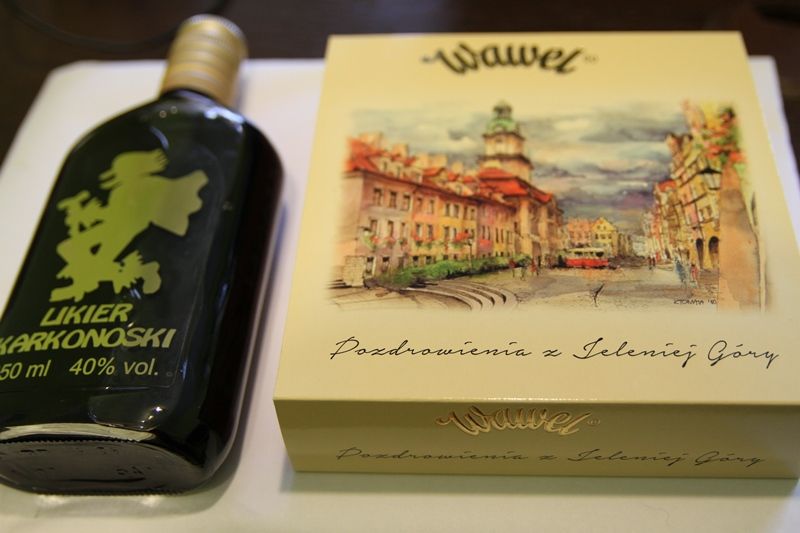 LIKIER
KARKONOSKI
50 ml 40% vol.
Wawel®
Pozdrowienia z Jeleniej Góry
Wawel®
Pozdrowienia z Jeleniej Góry